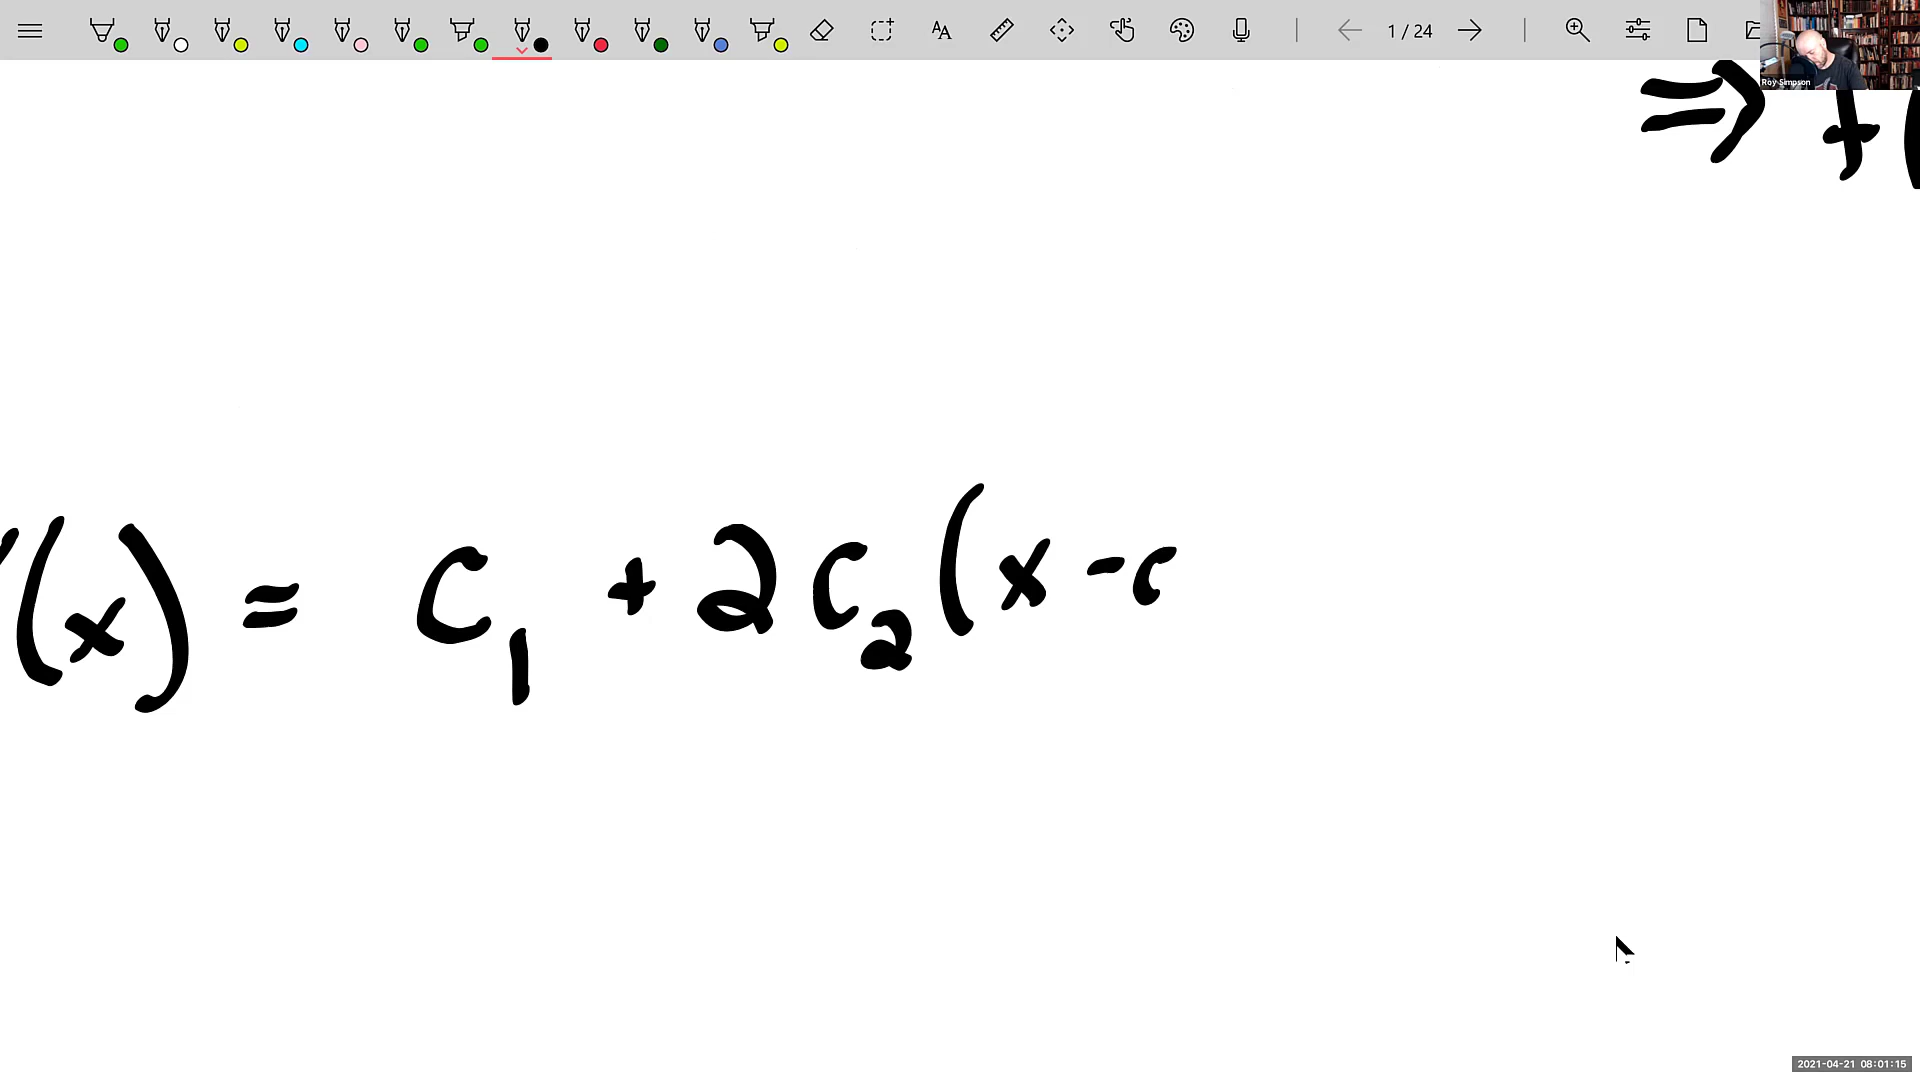 1 / 24
Roy Simpson
⇒ f(
'(x) = C₁ + 2C₂(x - c
2021-04-21 08:01:15